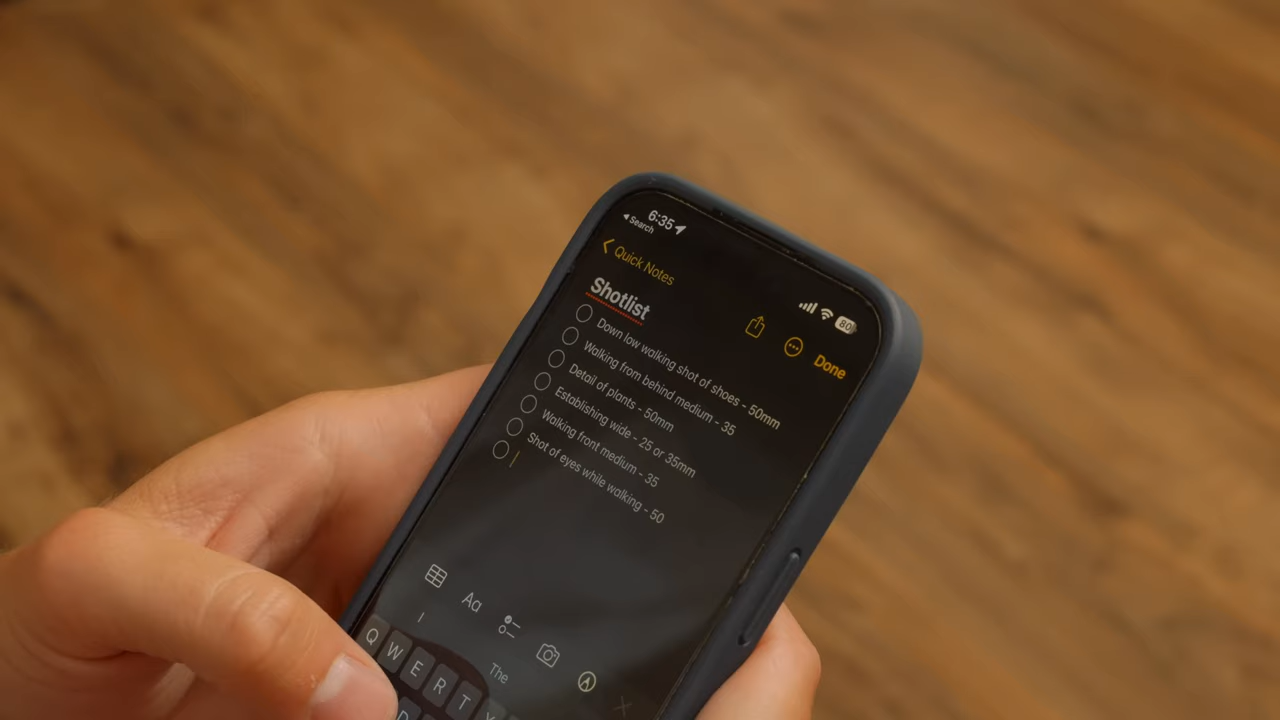 6:35
Search
80
Quick Notes
Done
Shotlist
Down low walking shot of shoes - 50mm
Walking from behind medium - 35
Detail of plants - 50mm
Establishing wide - 25 or 35mm
Walking front medium - 35
Shot of eyes while walking - 50
Aa
I
The
Q W E R T Y
D